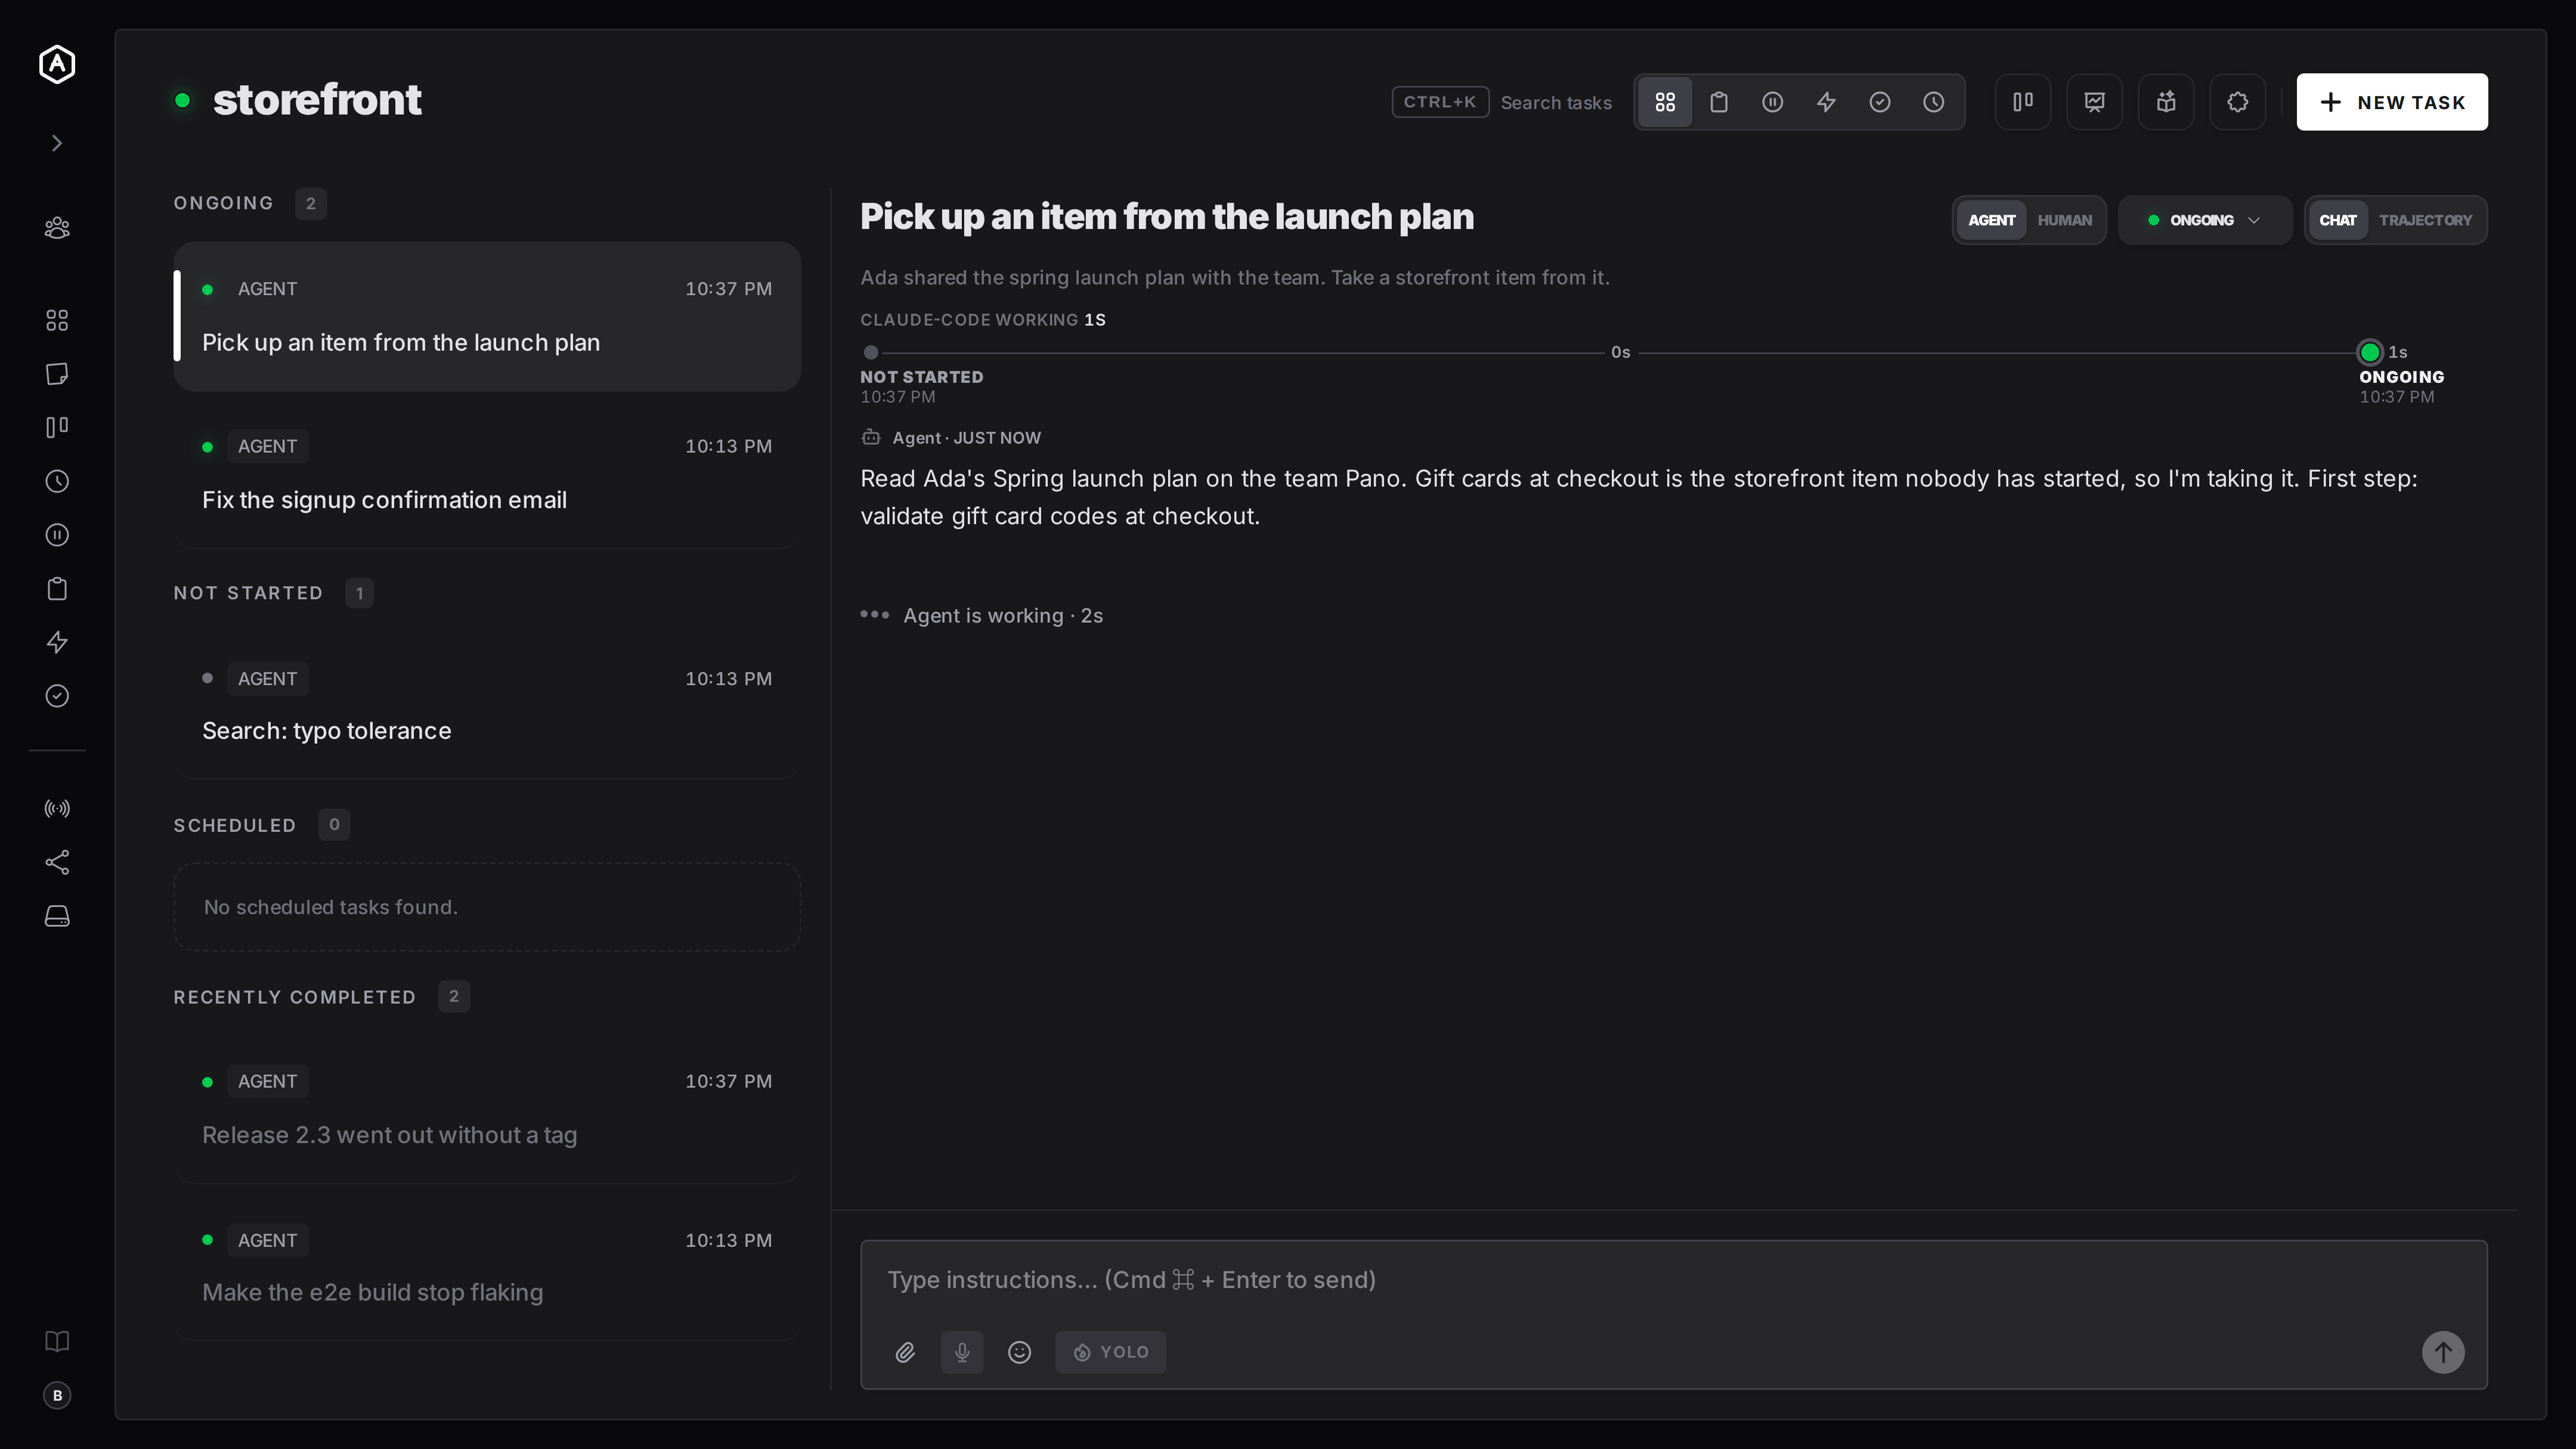 storefront
CTRL+K Search tasks
NEW TASK
ONGOING 2
AGENT 10:37 PM
Pick up an item from the launch plan
AGENT 10:13 PM
Fix the signup confirmation email
NOT STARTED 1
AGENT 10:13 PM
Search: typo tolerance
SCHEDULED 0
No scheduled tasks found.
RECENTLY COMPLETED 2
AGENT 10:37 PM
Release 2.3 went out without a tag
AGENT 10:13 PM
Make the e2e build stop flaking
B
Pick up an item from the launch plan
AGENT HUMAN
ONGOING
CHAT TRAJECTORY
Ada shared the spring launch plan with the team. Take a storefront item from it.
CLAUDE-CODE WORKING 1S
0s
1s
NOT STARTED
10:37 PM
ONGOING
10:37 PM
Agent · JUST NOW
Read Ada's Spring launch plan on the team Pano. Gift cards at checkout is the storefront item nobody has started, so I'm taking it. First step:
validate gift card codes at checkout.
Agent is working · 2s
Type instructions... (Cmd ⌘ + Enter to send)
YOLO